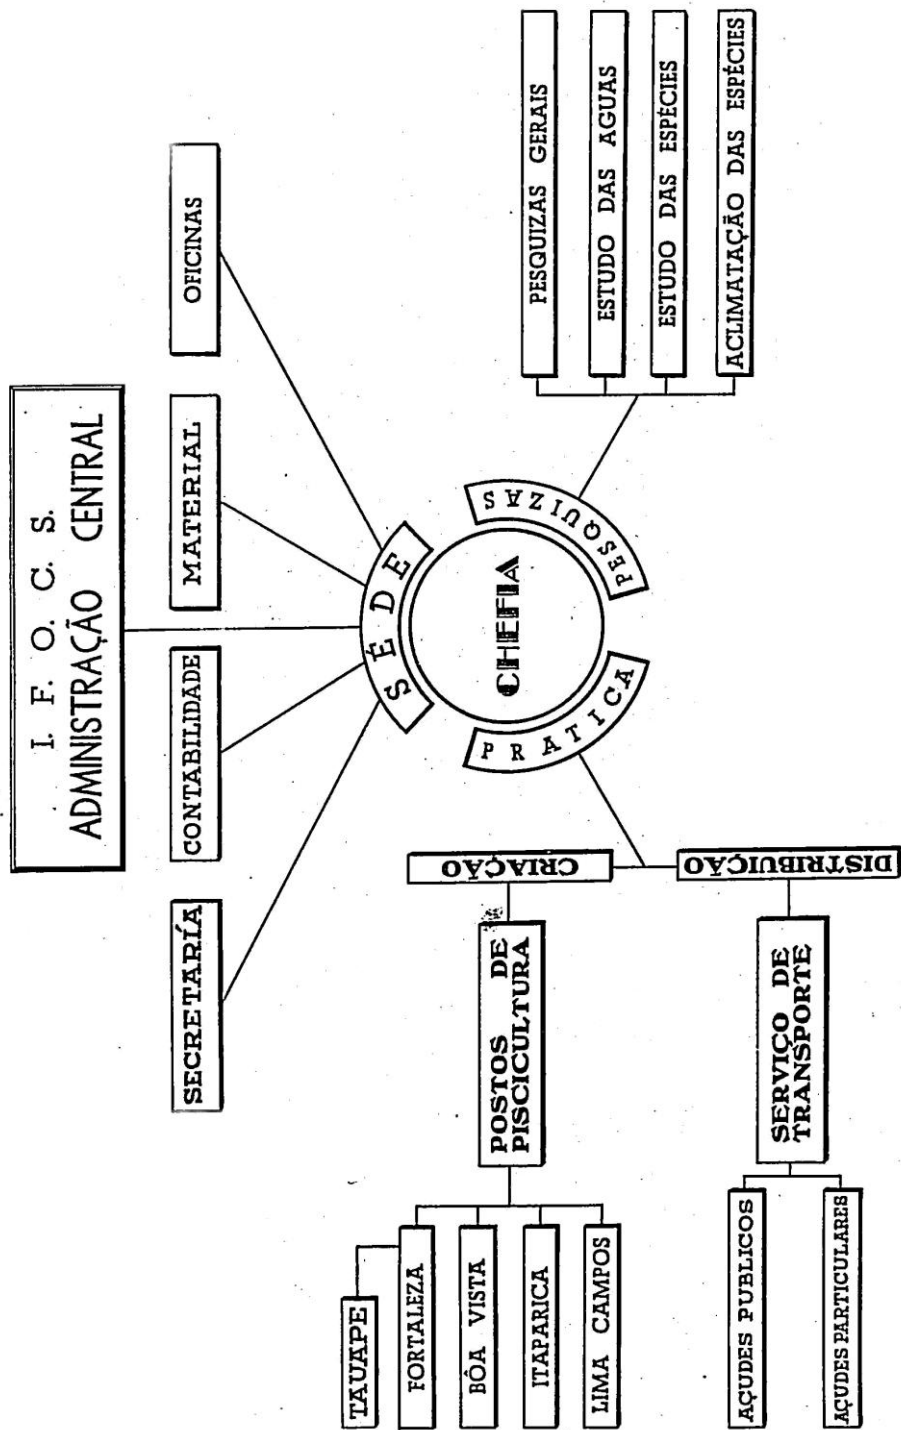 I. F. O. C. S.
ADMINISTRAÇÃO CENTRAL
SECRETARÍA
CONTABILIDADE
MATERIAL
OFICINAS
SÉDE
CHEFIA
PRATICA
PESQUIZAS
CRIAÇÃO
DISTRIBUIÇÃO
POSTOS DE
PISCICULTURA
TAUAPE
FORTALEZA
BÔA VISTA
ITAPARICA
LIMA CAMPOS
SERVIÇO DE
TRANSPORTE
AÇUDES PUBLICOS
AÇUDES PARTICULARES
PESQUIZAS GERAIS
ESTUDO DAS AGUAS
ESTUDO DAS ESPÉCIES
ACLIMATAÇÃO DAS ESPÉCIES